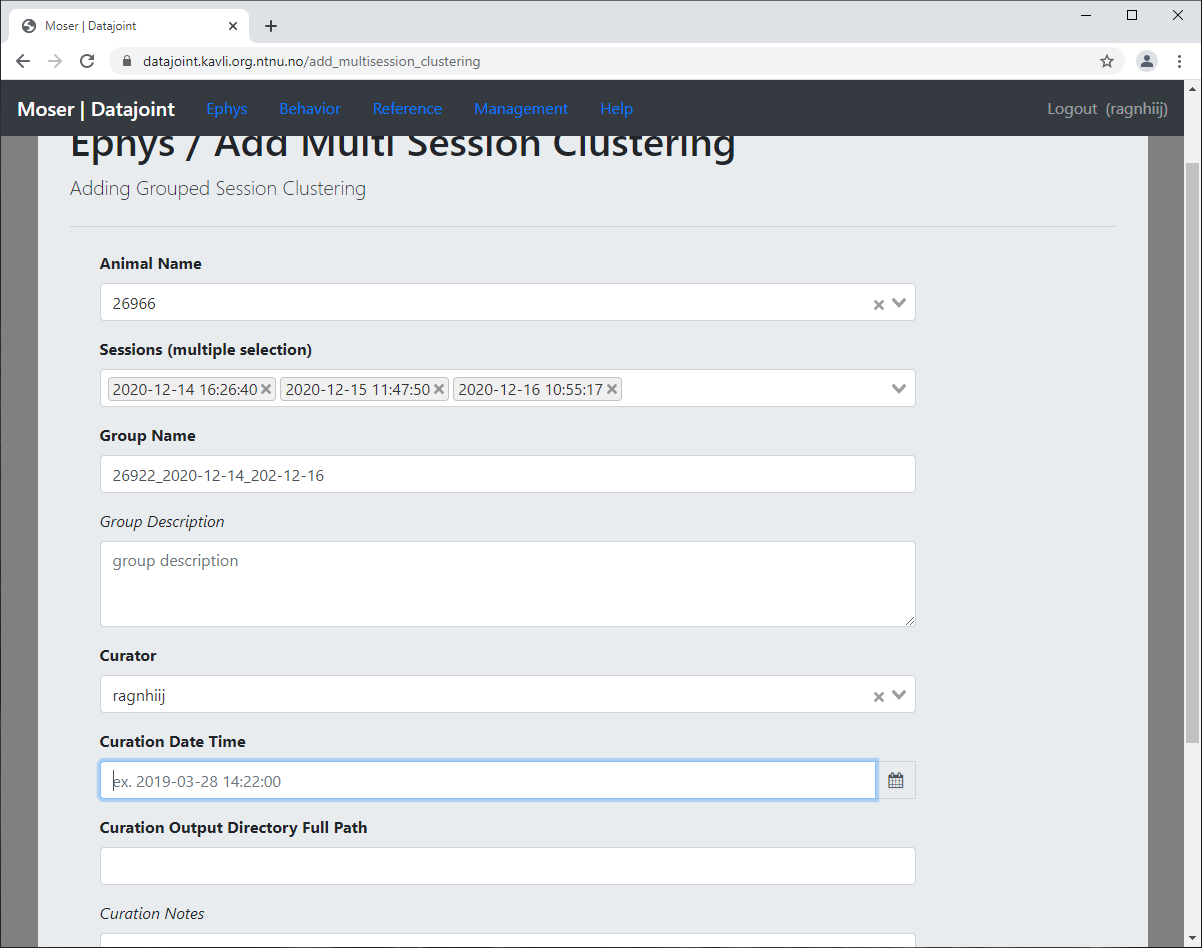 Moser | Datajoint
datajoint.kavli.org.ntnu.no/add_multisession_clustering
Moser | Datajoint Ephys Behavior Reference Management Help Logout (ragnhiij)
Ephys / Add Multi Session Clustering
Adding Grouped Session Clustering
Animal Name
26966
Sessions (multiple selection)
2020-12-14 16:26:40 2020-12-15 11:47:50 2020-12-16 10:55:17
Group Name
26922_2020-12-14_202-12-16
Group Description
group description
Curator
ragnhiij
Curation Date Time
ex. 2019-03-28 14:22:00
Curation Output Directory Full Path
Curation Notes